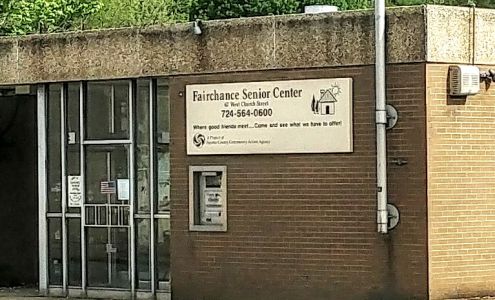 Fairchance Senior Center
62 West Church Street
724-564-0600
Where good friends meet....Come and see what we have to offer!
A Project of
Fayette County Community Action Agency